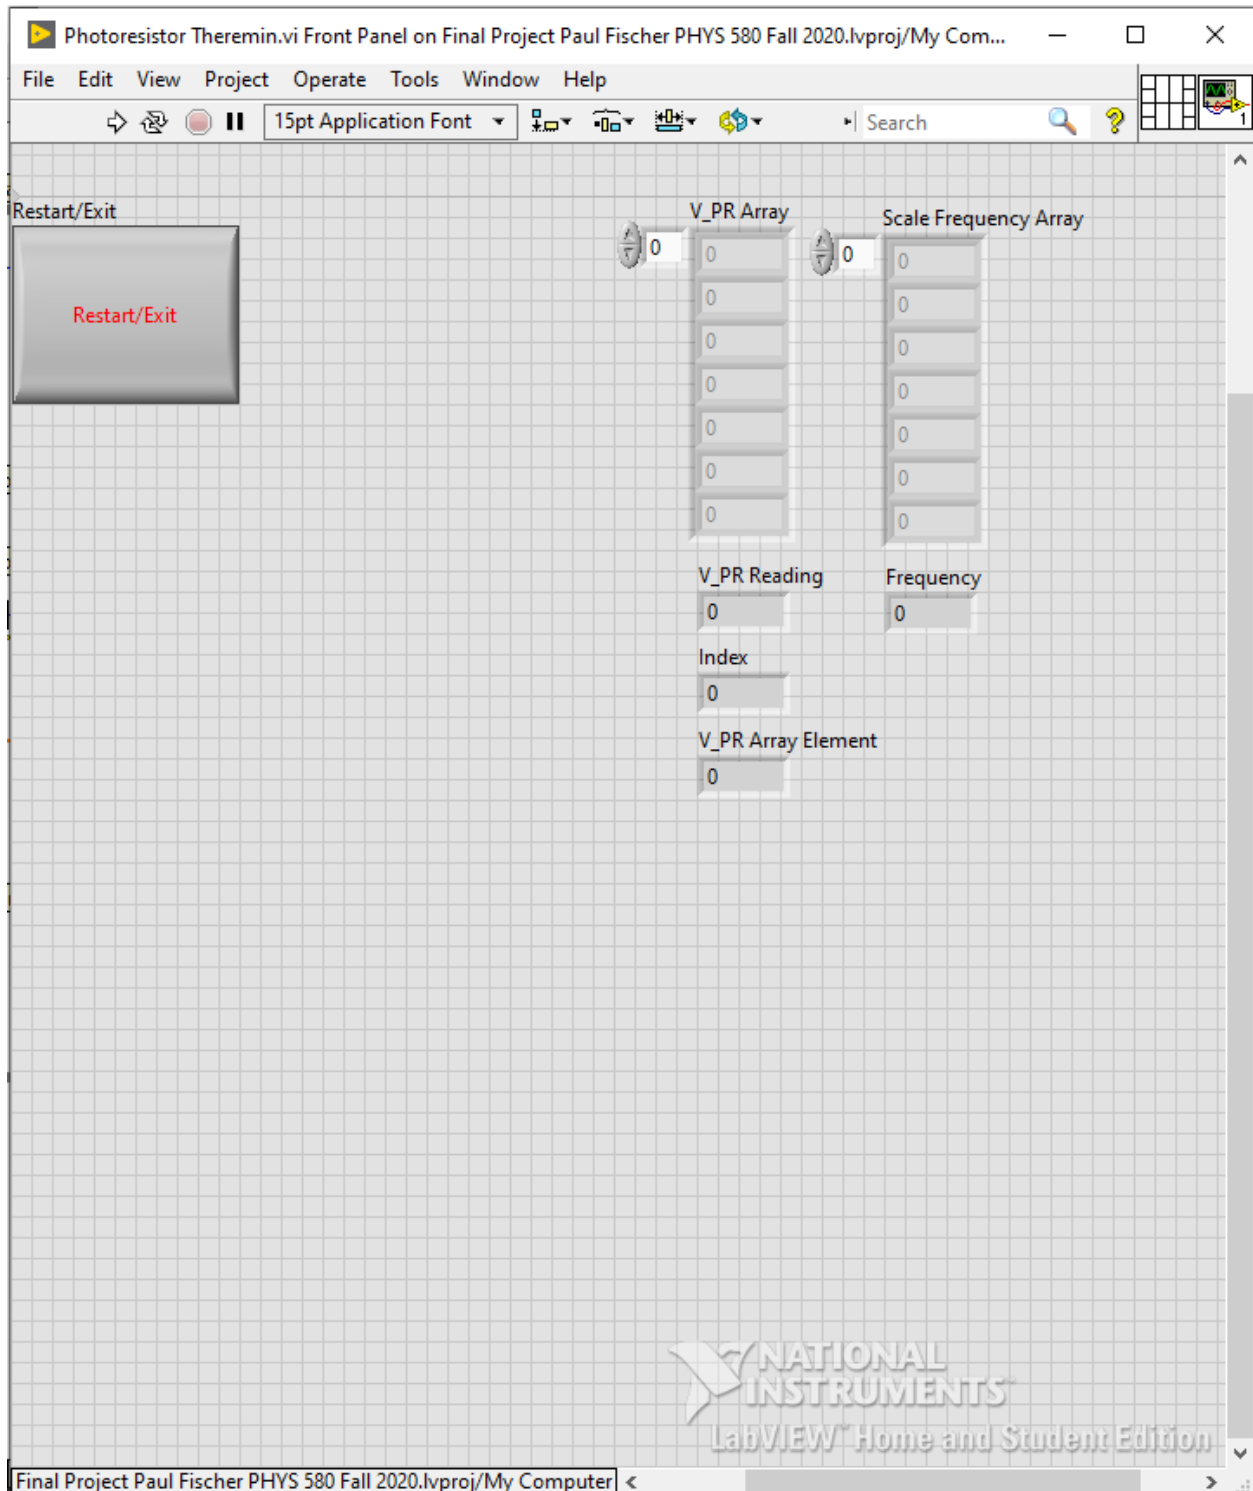 Photoresistor Theremin.vi Front Panel on Final Project Paul Fischer PHYS 580 Fall 2020.lvproj/My Com...
File Edit View Project Operate Tools Window Help
15pt Application Font Search
1
Restart/Exit
Restart/Exit
V_PR Array
0
0
0
0
0
0
0
0
Scale Frequency Array
0
0
0
0
0
0
0
0
V_PR Reading
0
Frequency
0
Index
0
V_PR Array Element
0
NATIONAL
INSTRUMENTS™
LabVIEW™ Home and Student Edition
Final Project Paul Fischer PHYS 580 Fall 2020.lvproj/My Computer